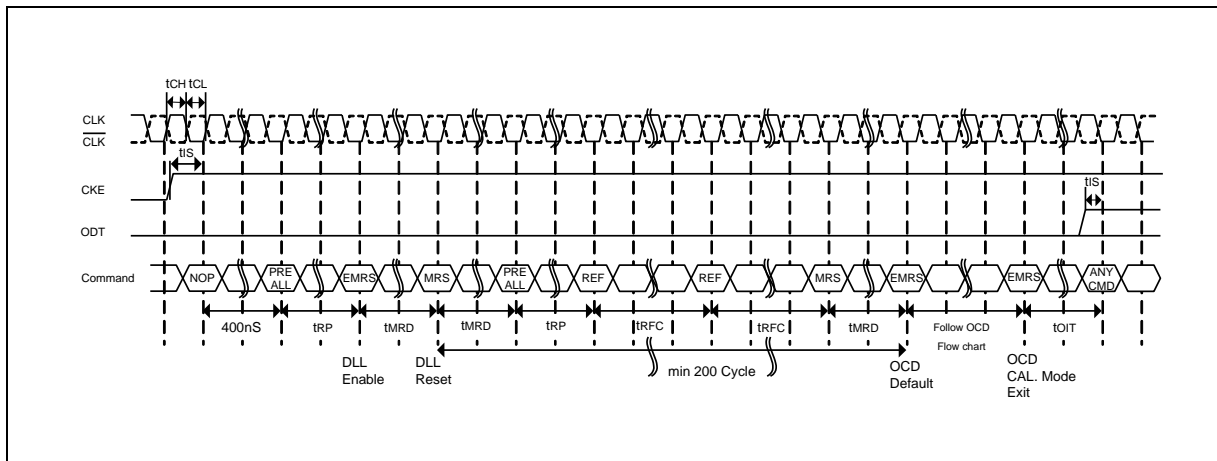 tCH tCL
CLK
CLK
tIS
CKE
tIS
ODT
Command NOP PRE ALL EMRS MRS PRE ALL REF REF MRS EMRS EMRS ANY CMD
400nS tRP tMRD tMRD tRP tRFC tRFC tMRD Follow OCD Flow chart tOIT
DLL Enable
DLL Reset
min 200 Cycle
OCD Default
OCD CAL. Mode Exit